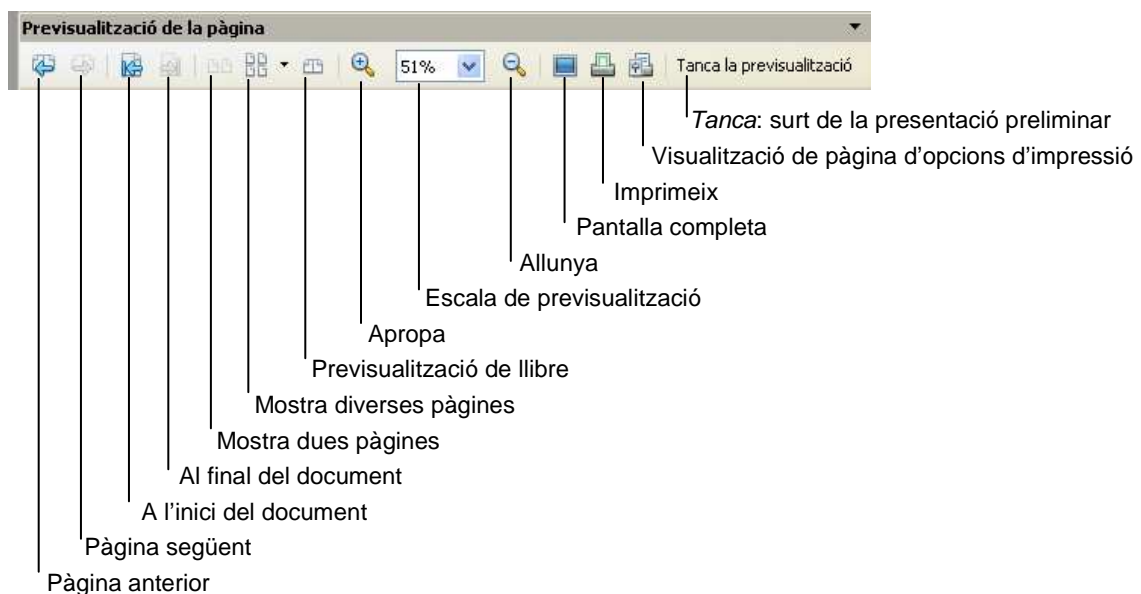 Previsualització de la pàgina
51% Tanca la previsualització
Tanca: surt de la presentació preliminar
Visualització de pàgina d’opcions d’impressió
Imprimeix
Pantalla completa
Allunya
Escala de previsualització
Apropa
Previsualització de llibre
Mostra diverses pàgines
Mostra dues pàgines
Al final del document
A l’inici del document
Pàgina següent
Pàgina anterior